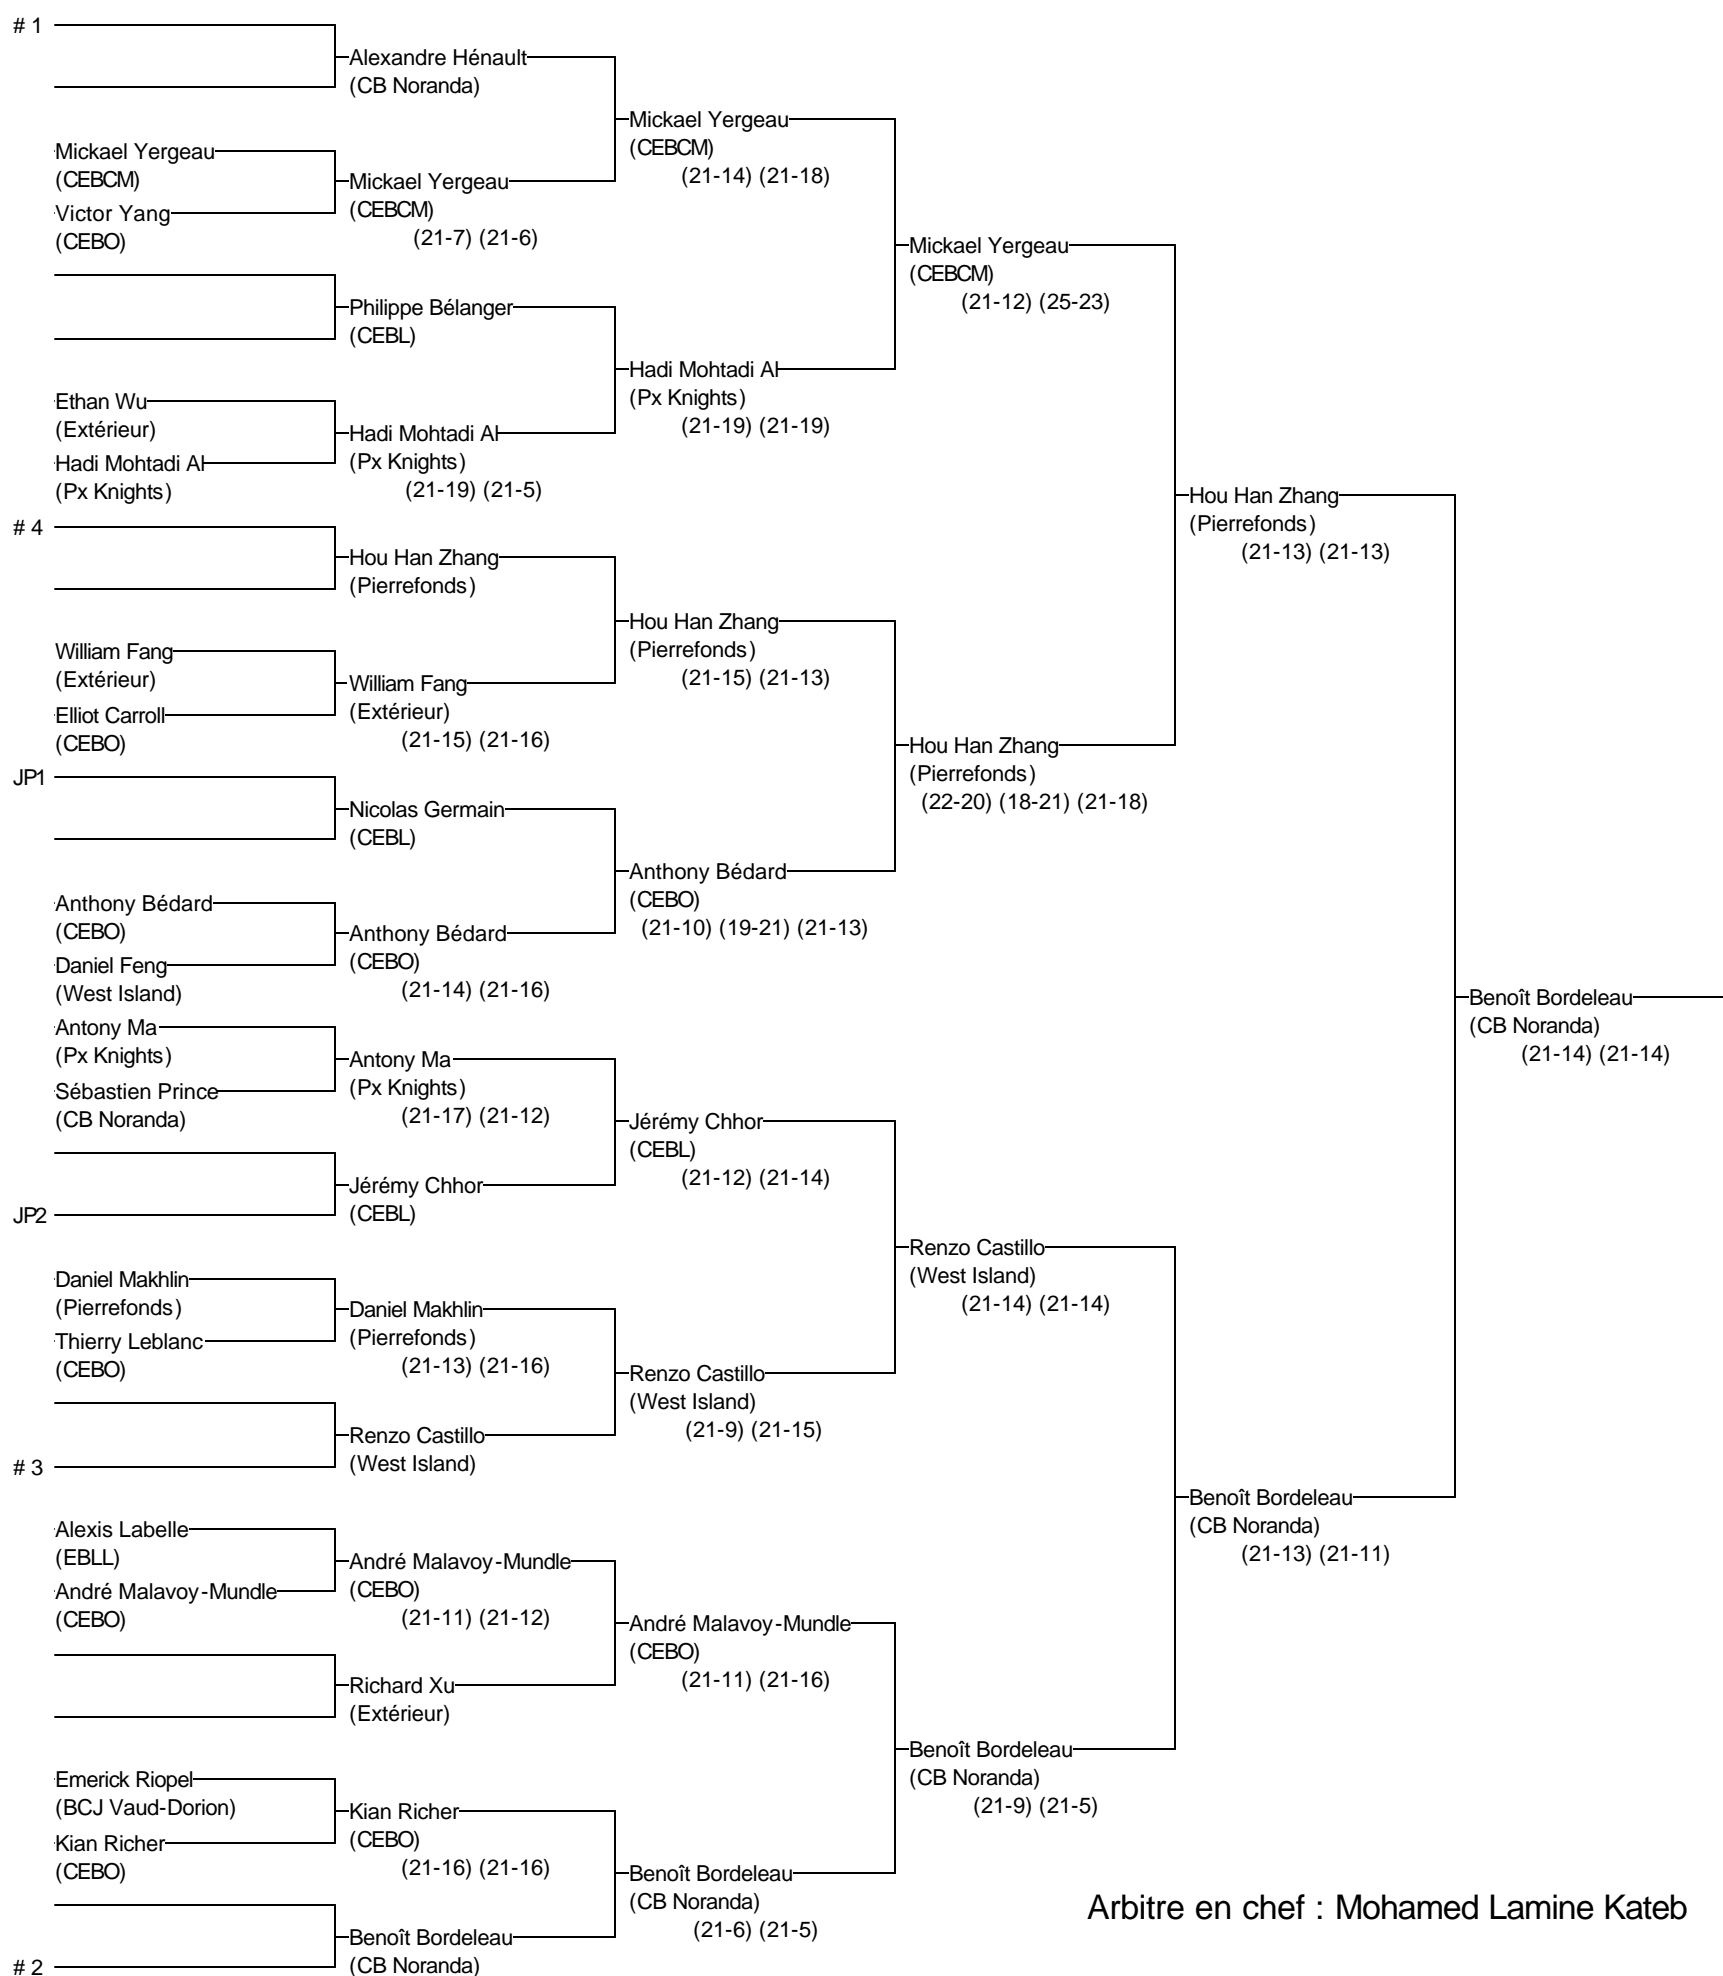 # 1
Alexandre Hénault
(CB Noranda)
Mickael Yergeau
(CEBCM)
(21-14) (21-18)
Mickael Yergeau
(CEBCM)
Mickael Yergeau
(CEBCM)
(21-7) (21-6)
Victor Yang
(CEBO)
Mickael Yergeau
(CEBCM)
(21-12) (25-23)
Philippe Bélanger
(CEBL)
Hadi Mohtadi Al
(Px Knights)
(21-19) (21-19)
Ethan Wu
(Extérieur)
Hadi Mohtadi Al
(Px Knights)
(21-19) (21-5)
Hadi Mohtadi Al
(Px Knights)
Hou Han Zhang
(Pierrefonds)
(21-13) (21-13)
# 4
Hou Han Zhang
(Pierrefonds)
Hou Han Zhang
(Pierrefonds)
(21-15) (21-13)
William Fang
(Extérieur)
William Fang
(Extérieur)
(21-15) (21-16)
Elliot Carroll
(CEBO)
Hou Han Zhang
(Pierrefonds)
(22-20) (18-21) (21-18)
JP1
Nicolas Germain
(CEBL)
Anthony Bédard
(CEBO)
(21-10) (19-21) (21-13)
Anthony Bédard
(CEBO)
Anthony Bédard
(CEBO)
(21-14) (21-16)
Daniel Feng
(West Island)
Benoît Bordeleau
(CB Noranda)
(21-14) (21-14)
Antony Ma
(Px Knights)
Antony Ma
(Px Knights)
(21-17) (21-12)
Sébastien Prince
(CB Noranda)
Jérémy Chhor
(CEBL)
(21-12) (21-14)
Jérémy Chhor
(CEBL)
JP2
Renzo Castillo
(West Island)
(21-14) (21-14)
Daniel Makhlin
(Pierrefonds)
Daniel Makhlin
(Pierrefonds)
(21-13) (21-16)
Thierry Leblanc
(CEBO)
Renzo Castillo
(West Island)
(21-9) (21-15)
Renzo Castillo
(West Island)
# 3
Benoît Bordeleau
(CB Noranda)
(21-13) (21-11)
Alexis Labelle
(EBLL)
André Malavoy-Mundle
(CEBO)
(21-11) (21-12)
André Malavoy-Mundle
(CEBO)
André Malavoy-Mundle
(CEBO)
(21-11) (21-16)
Richard Xu
(Extérieur)
Benoît Bordeleau
(CB Noranda)
(21-9) (21-5)
Emerick Riopel
(BCJ Vaud-Dorion)
Kian Richer
(CEBO)
(21-16) (21-16)
Kian Richer
(CEBO)
Benoît Bordeleau
(CB Noranda)
(21-6) (21-5)
Benoît Bordeleau
(CB Noranda)
# 2
Arbitre en chef : Mohamed Lamine Kateb